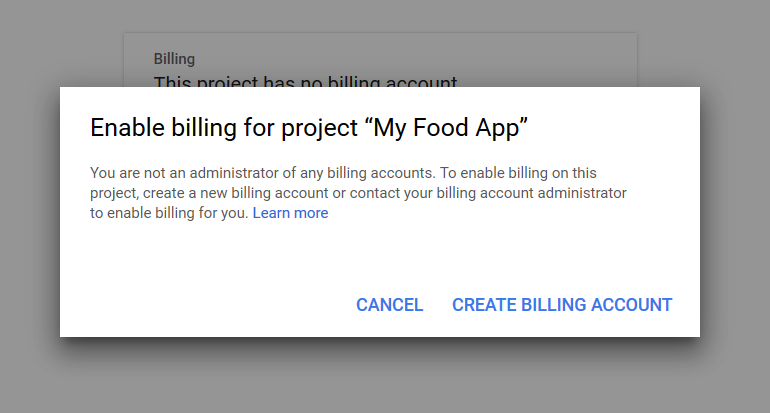 Billing
This project has no billing account
Enable billing for project “My Food App”
You are not an administrator of any billing accounts. To enable billing on this
project, create a new billing account or contact your billing account administrator
to enable billing for you. Learn more
CANCEL CREATE BILLING ACCOUNT